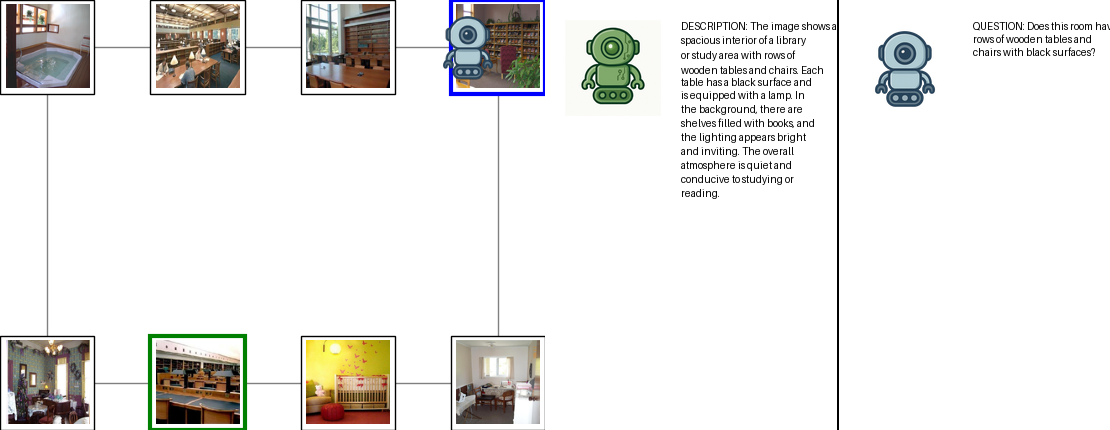 DESCRIPTION: The image shows a
spacious interior of a library
or study area with rows of
wooden tables and chairs. Each
table has a black surface and
is equipped with a lamp. In
the background, there are
shelves filled with books, and
the lighting appears bright
and inviting. The overall
atmosphere is quiet and
conducive to studying or
reading.
QUESTION: Does this room hav
rows of wooden tables and
chairs with black surfaces?